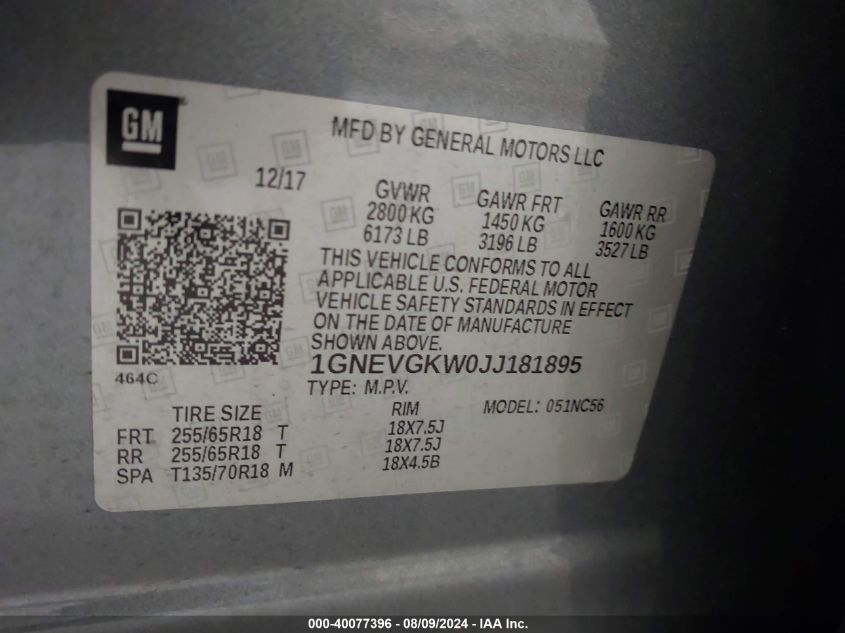 GM
MFD BY GENERAL MOTORS LLC
12/17
GVWR GAWR FRT GAWR RR
2800 KG 1450 KG 1600 KG
6173 LB 3196 LB 3527 LB
THIS VEHICLE CONFORMS TO ALL
APPLICABLE U.S. FEDERAL MOTOR
VEHICLE SAFETY STANDARDS IN EFFECT
ON THE DATE OF MANUFACTURE
SHOWN ABOVE.
1GNEVGKW0JJ181895
464C
TYPE: M.P.V. MODEL: 051NC56
TIRE SIZE RIM
FRT 255/65R18 T 18X7.5J
RR 255/65R18 T 18X7.5J
SPA T135/70R18 M 18X4.5B
000-40077396 - 08/09/2024 - IAA Inc.